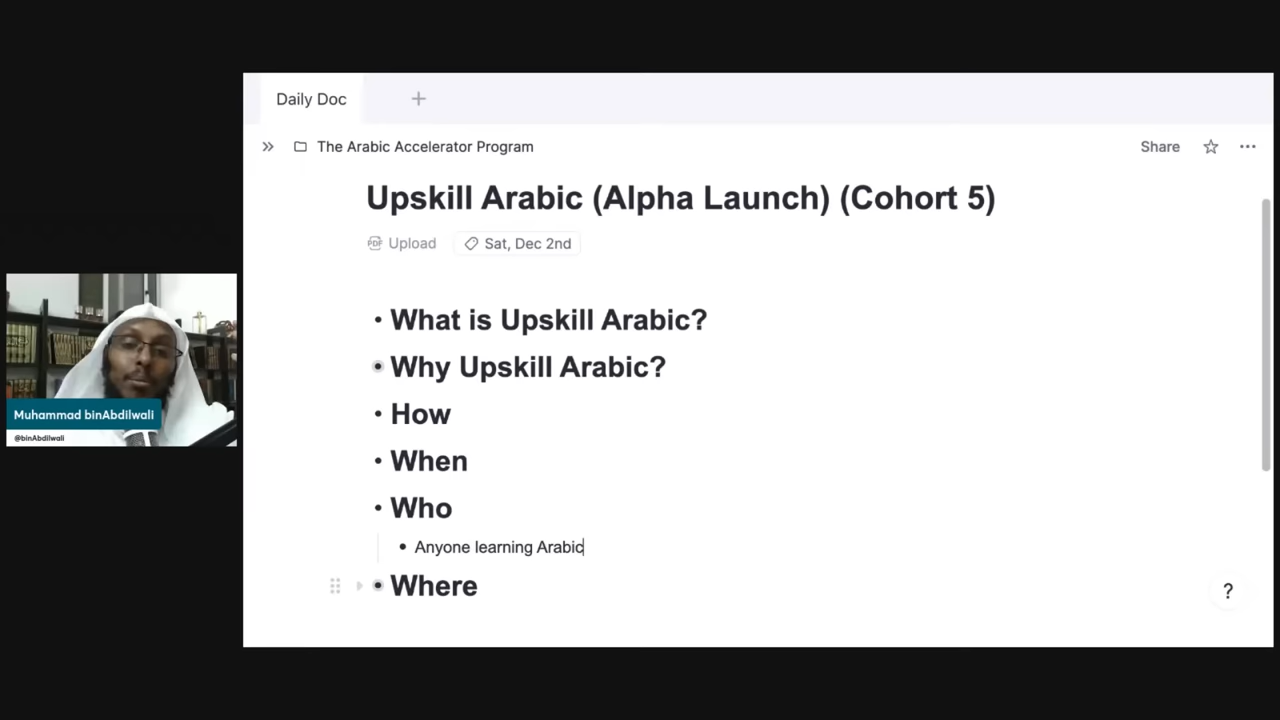 Daily Doc
The Arabic Accelerator Program
Share
Upskill Arabic (Alpha Launch) (Cohort 5)
PDF Upload
Sat, Dec 2nd
• What is Upskill Arabic?
• Why Upskill Arabic?
• How
• When
• Who
• Anyone learning Arabic
• Where
?
Muhammad binAbdilwali
@binAbdilwali